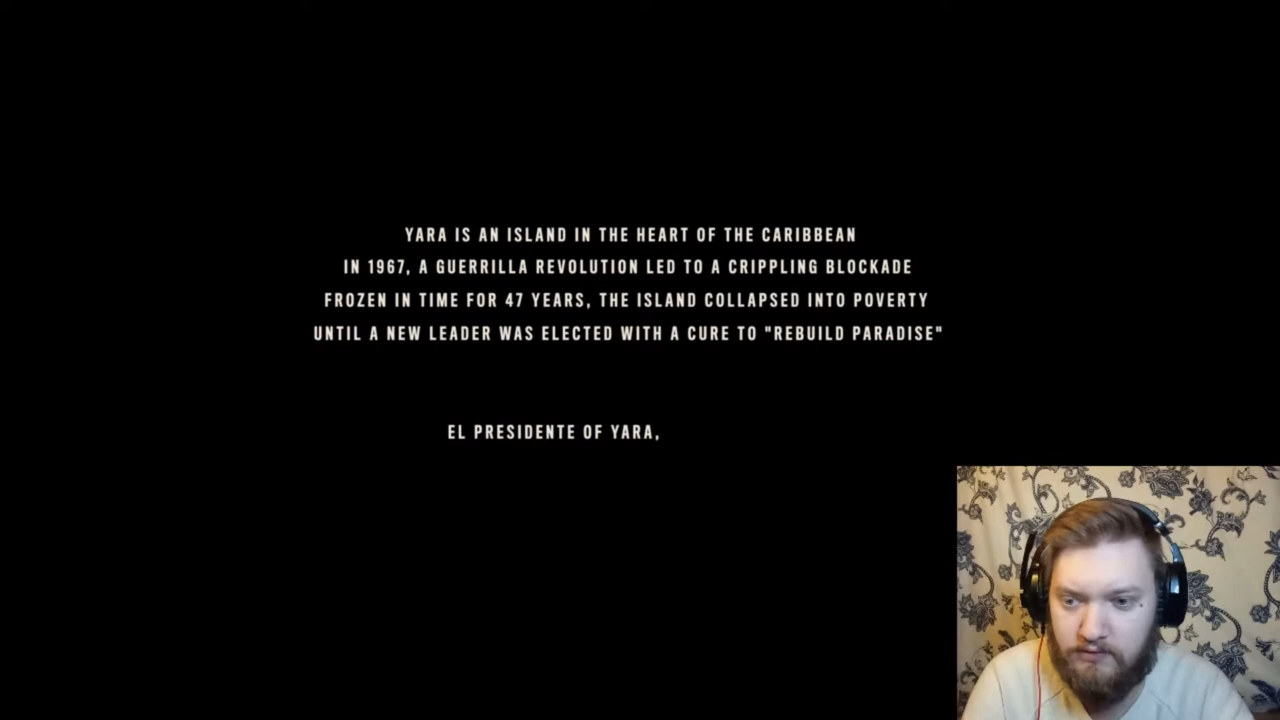 YARA IS AN ISLAND IN THE HEART OF THE CARIBBEAN
IN 1967, A GUERRILLA REVOLUTION LED TO A CRIPPLING BLOCKADE
FROZEN IN TIME FOR 47 YEARS, THE ISLAND COLLAPSED INTO POVERTY
UNTIL A NEW LEADER WAS ELECTED WITH A CURE TO "REBUILD PARADISE"
EL PRESIDENTE OF YARA,